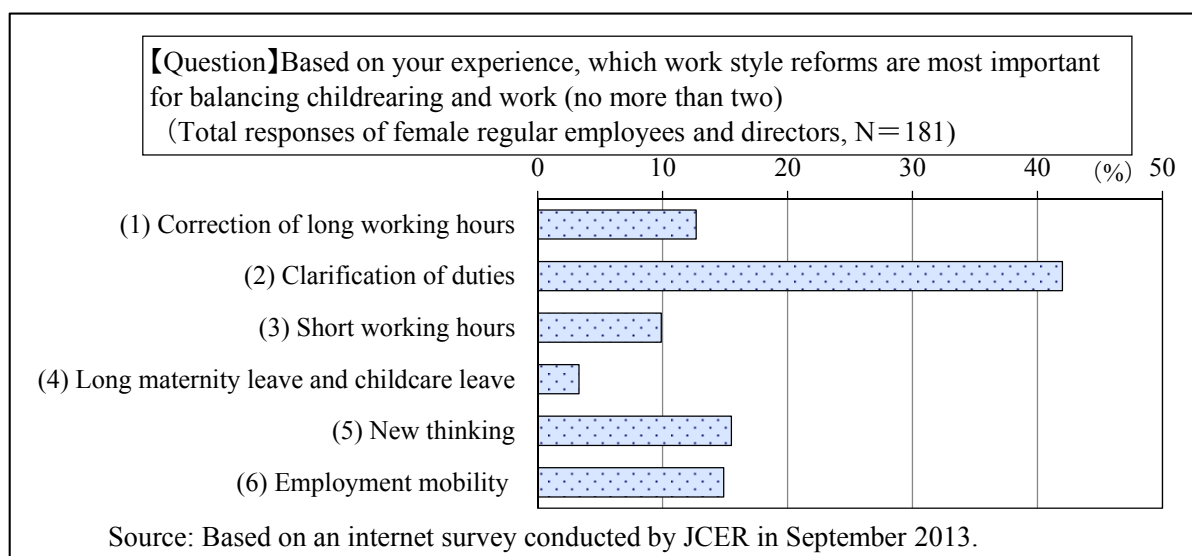 【Question】Based on your experience, which work style reforms are most important
for balancing childrearing and work (no more than two)
(Total responses of female regular employees and directors, N＝181)
0 10 20 30 40 (%) 50
(1) Correction of long working hours
(2) Clarification of duties
(3) Short working hours
(4) Long maternity leave and childcare leave
(5) New thinking
(6) Employment mobility
Source: Based on an internet survey conducted by JCER in September 2013.